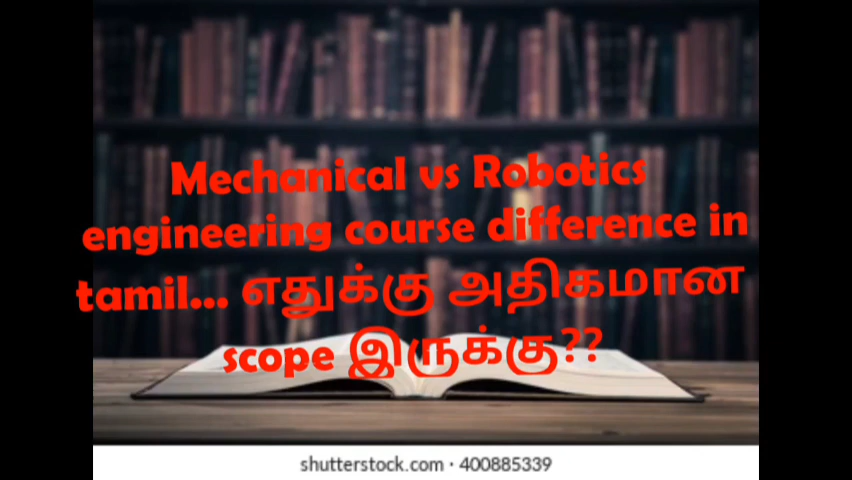 Mechanical vs Robotics
engineering course difference in
tamil... எதுக்கு அதிகமான
scope இருக்கு??
shutterstock.com · 400885339